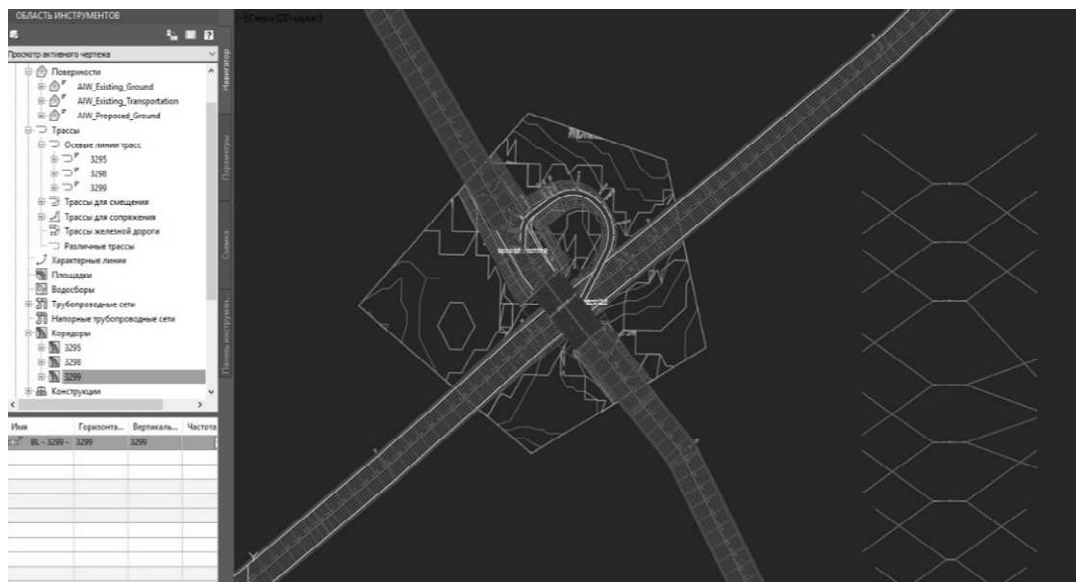 ОБЛАСТЬ ИНСТРУМЕНТОВ
Просмотр активного чертежа
Поверхности
AIW_Existing_Ground
AIW_Existing_Transportation
AIW_Proposed_Ground
Трассы
Осевые линии трасс
3295
3298
3299
Трассы для смещения
Трассы для сопряжения
Трассы железной дороги
Различные трассы
Характерные линии
Площадки
Водосборы
Трубопроводные сети
Напорные трубопроводные сети
Коридоры
3295
3298
3299
Конструкции
Имя Горизонта... Вертикаль... Частота
BL - 3299 - 3299 3299
Навигатор
Параметры
Съемка
Панель инструмен...